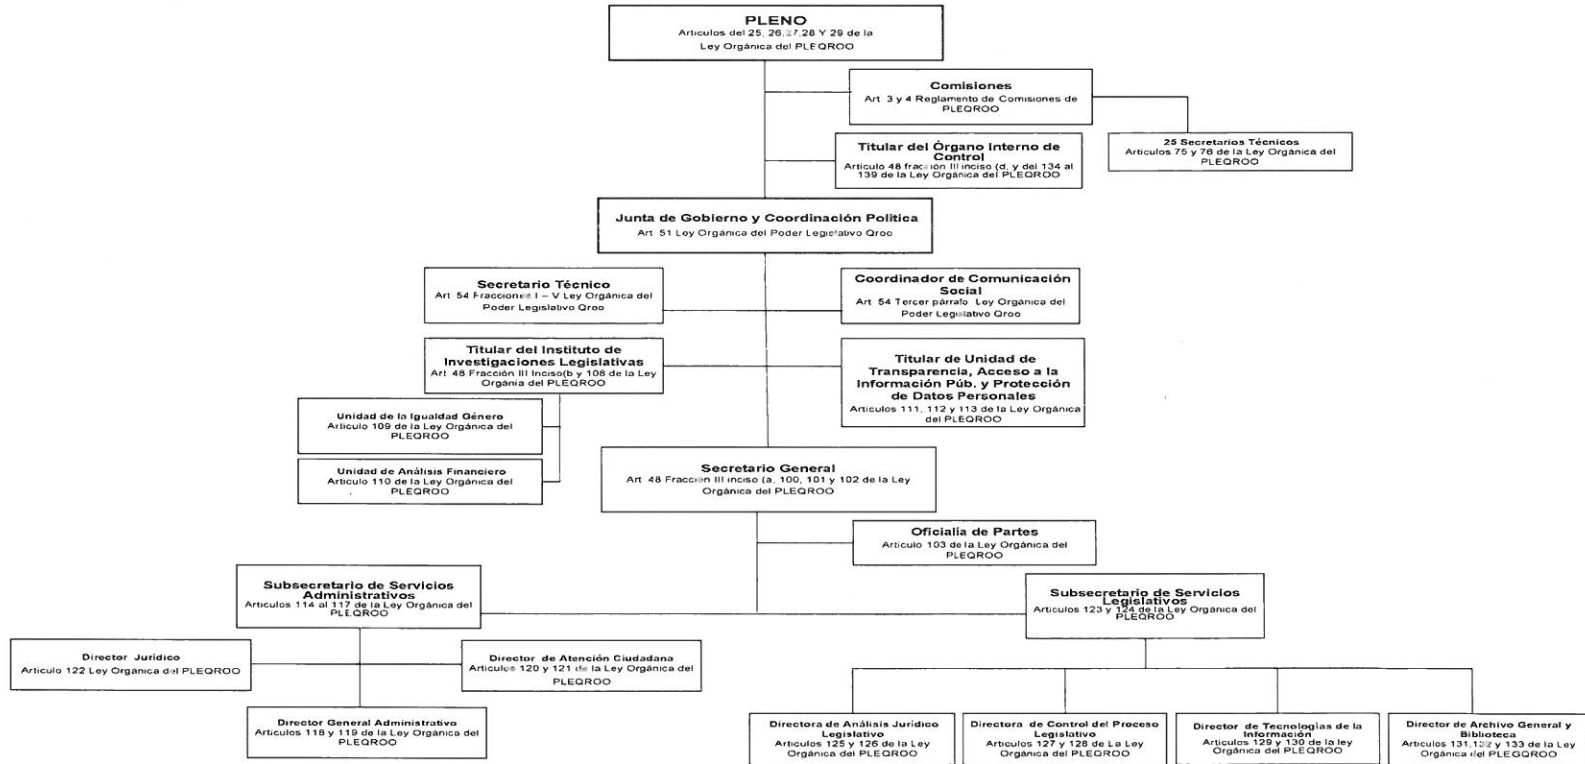 PLENO
Articulos del 25, 26,27,28 Y 29 de la
Ley Orgánica del PLEQROO
Comisiones
Art 3 y 4 Reglamento de Comisiones de
PLEQROO
25 Secretarios Técnicos
Articulos 75 y 76 de la Ley Orgánica del
PLEQROO
Titular del Órgano Interno de
Control
Articulo 48 fracción III inciso (d, y del 134 al
139 de la Ley Orgánica del PLEQROO
Junta de Gobierno y Coordinación Política
Art 51 Ley Orgánica del Poder Legislativo Qroo
Secretario Técnico
Art 54 Fracciones I – V Ley Orgánica del
Poder Legislativo Qroo
Coordinador de Comunicación
Social
Art 54 Tercer párrafo Ley Orgánica del
Poder Legislativo Qroo
Titular del Instituto de
Investigaciones Legislativas
Art 48 Fracción III Inciso(b y 108 de la Ley
Orgánia del PLEQROO
Titular de Unidad de
Transparencia, Acceso a la
Información Púb. y Protección
de Datos Personales
Articulos 111, 112 y 113 de la Ley Orgánica
del PLEQROO
Unidad de la Igualdad Género
Articulo 109 de la Ley Orgánica del
PLEQROO
Unidad de Análisis Financiero
Articulo 110 de la Ley Orgánica del
PLEQROO
Secretario General
Art 48 Fracción III inciso (a, 100, 101 y 102 de la Ley
Orgánica del PLEQROO
Oficialía de Partes
Articulo 103 de la Ley Orgánica del
PLEQROO
Subsecretario de Servicios
Administrativos
Articulos 114 al 117 de la Ley Orgánica del
PLEQROO
Subsecretario de Servicios
Legislativos
Articulos 123 y 124 de la Ley Orgánica del
PLEQROO
Director Jurídico
Articulo 122 Ley Orgánica del PLEQROO
Director de Atención Ciudadana
Articulos 120 y 121 de la Ley Orgánica del
PLEQROO
Director General Administrativo
Articulos 118 y 119 de la Ley Orgánica del
PLEQROO
Directora de Análisis Jurídico
Legislativo
Articulos 125 y 126 de la Ley
Orgánica del PLEQROO
Directora de Control del Proceso
Legislativo
Articulos 127 y 128 de La Ley
Orgánica del PLEQROO
Director de Tecnologías de la
Información
Articulos 129 y 130 de la ley
Orgánica del PLEQROO
Director de Archivo General y
Biblioteca
Articulos 131,132 y 133 de la Ley
Orgánica del PLEGQROO